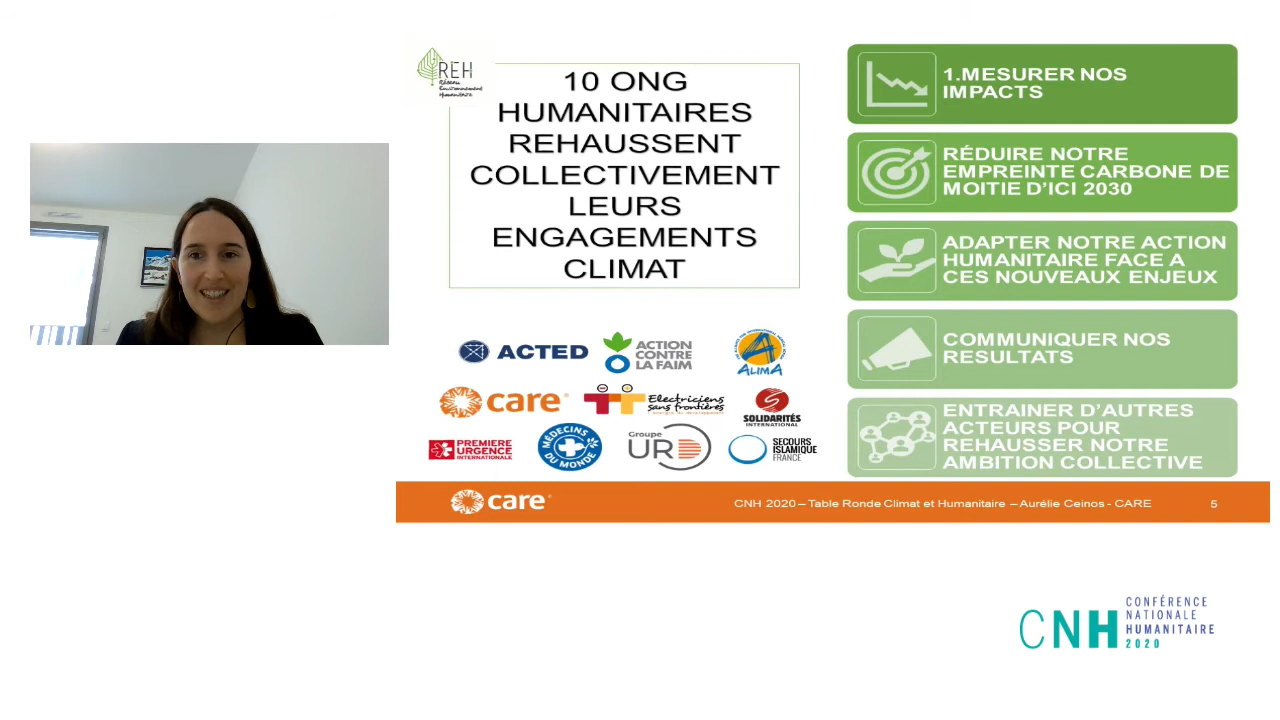 REH
Réseau
Environnement
Humanitaire
10 ONG
HUMANITAIRES
REHAUSSENT
COLLECTIVEMENT
LEURS
ENGAGEMENTS
CLIMAT
1.MESURER NOS
IMPACTS
RÉDUIRE NOTRE
EMPREINTE CARBONE DE
MOITIE D'ICI 2030
ADAPTER NOTRE ACTION
HUMANITAIRE FACE A
CES NOUVEAUX ENJEUX
COMMUNIQUER NOS
RESULTATS
ENTRAINER D'AUTRES
ACTEURS POUR
REHAUSSER NOTRE
AMBITION COLLECTIVE
ACTED
ACTION
CONTRE
LA FAIM
ALIMA
care
Electriciens
sans frontières
SOLIDARITÉS
INTERNATIONAL
PREMIERE
URGENCE
INTERNATIONALE
MÉDECINS
DU MONDE
Groupe
URD
SECOURS
ISLAMIQUE
FRANCE
care
CNH 2020 – Table Ronde Climat et Humanitaire – Aurélie Ceinos - CARE
5
CNH
CONFÉRENCE
NATIONALE
HUMANITAIRE
2020